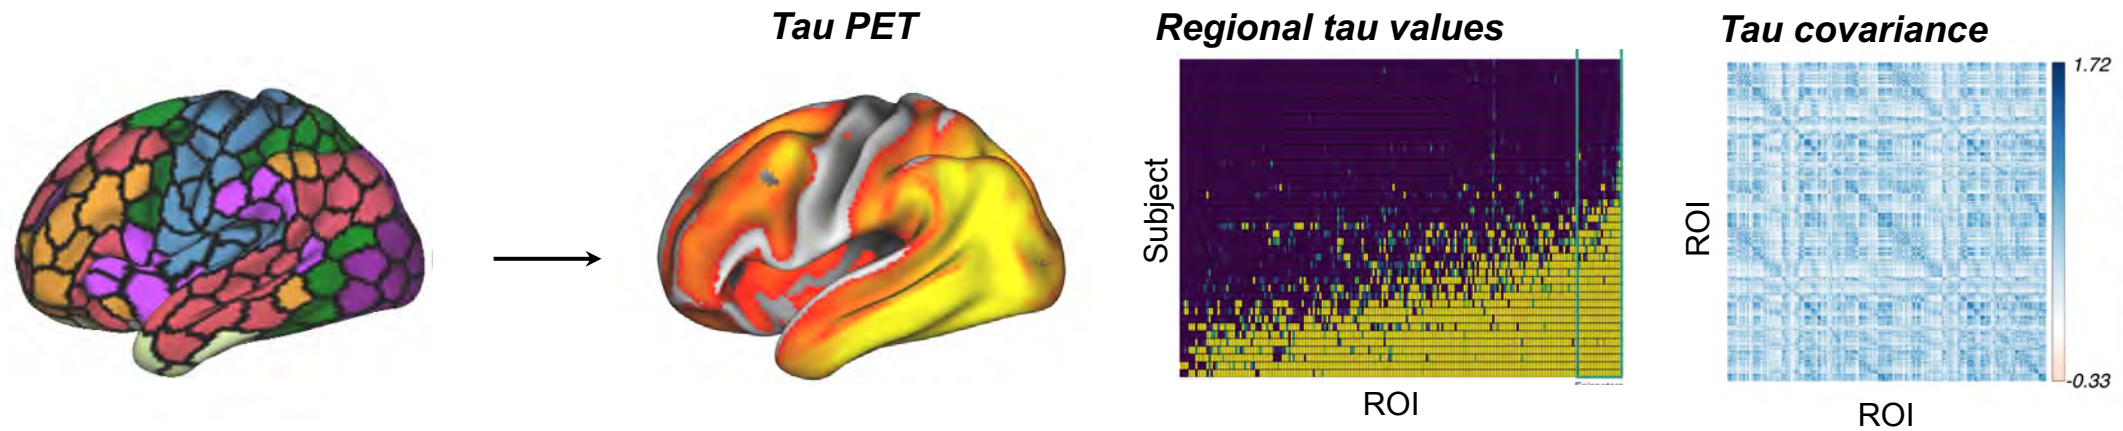 Tau PET
Regional tau values
Tau covariance
Subject
ROI
ROI
ROI
1.72
-0.33